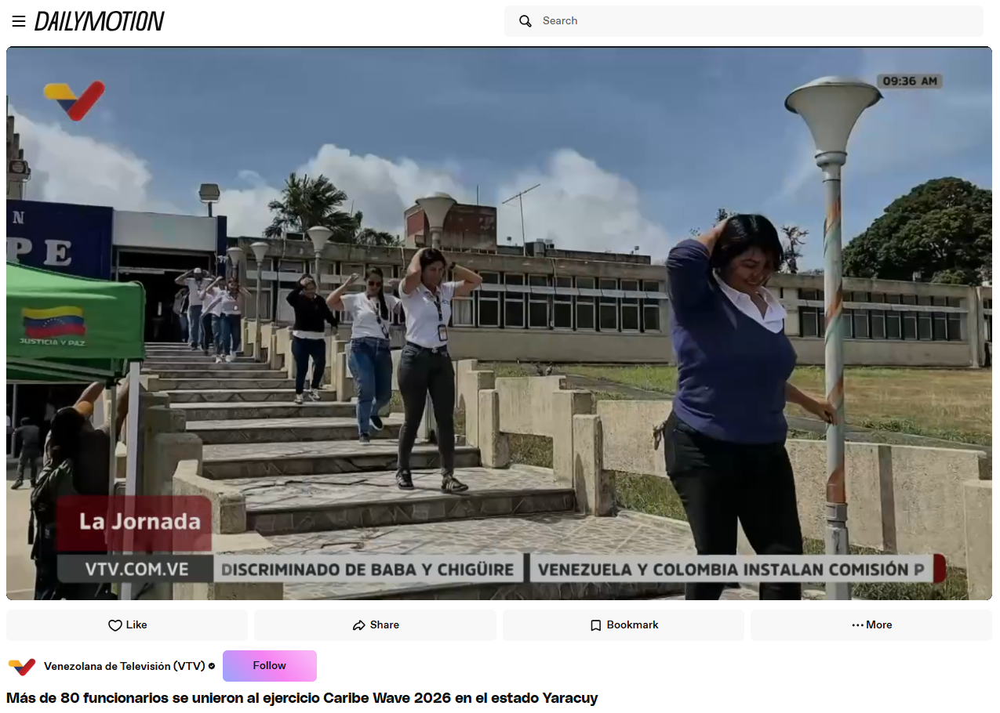 DAILYMOTION
Search
09:36 AM
N
PE
JUSTICIA Y PAZ
La Jornada
VTV.COM.VE
DISCRIMINADO DE BABA Y CHIGÜIRE
VENEZUELA Y COLOMBIA INSTALAN COMISIÓN P
Like
Share
Bookmark
More
Venezolana de Televisión (VTV)
Follow
Más de 80 funcionarios se unieron al ejercicio Caribe Wave 2026 en el estado Yaracuy